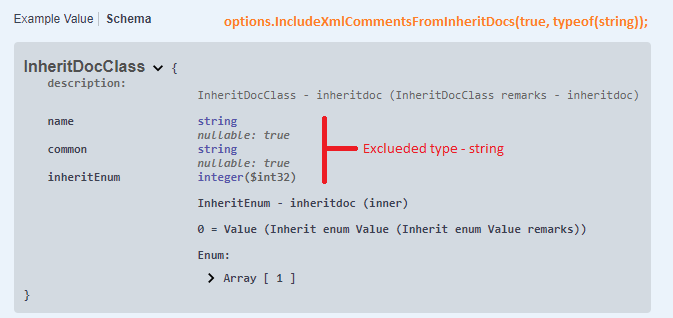 Example Value | Schema
options.IncludeXmlCommentsFromInheritDocs(true, typeof(string));
InheritDocClass {
description:
InheritDocClass - inheritdoc (InheritDocClass remarks - inheritdoc)
name string
nullable: true
common string
nullable: true
Exclueded type - string
inheritEnum integer($int32)
InheritEnum - inheritdoc (inner)
0 = Value (Inherit enum Value (Inherit enum Value remarks))
Enum:
Array [ 1 ]
}